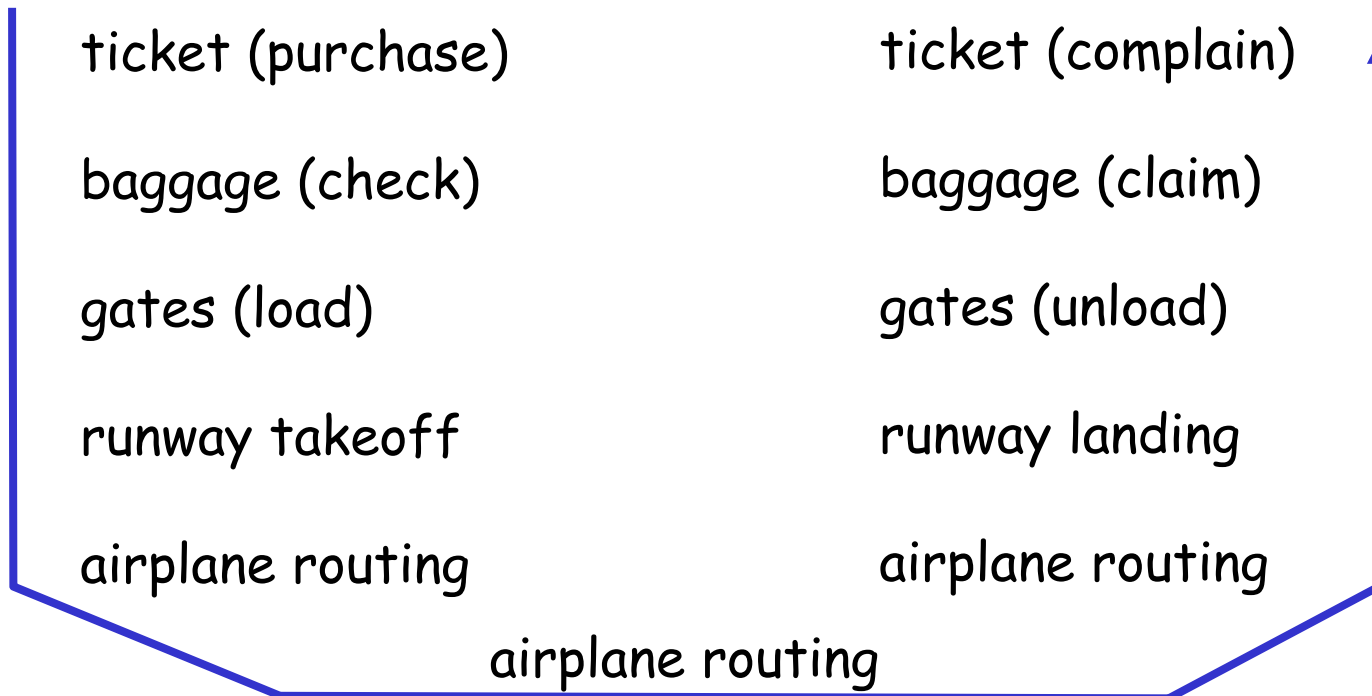 ticket (purchase)
baggage (check)
gates (load)
runway takeoff
airplane routing
ticket (complain)
baggage (claim)
gates (unload)
runway landing
airplane routing
airplane routing